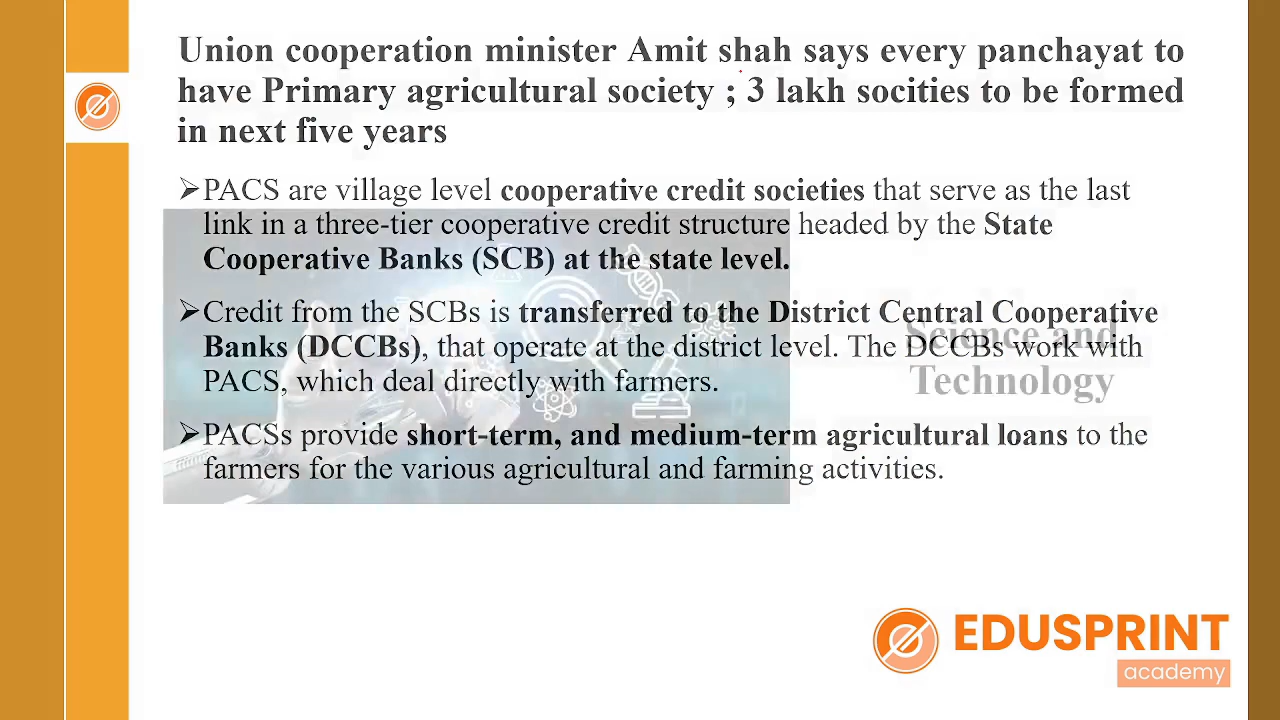 Union cooperation minister Amit shah says every panchayat to
have Primary agricultural society ; 3 lakh socities to be formed
in next five years
➢PACS are village level cooperative credit societies that serve as the last
link in a three-tier cooperative credit structure headed by the State
Cooperative Banks (SCB) at the state level.
➢Credit from the SCBs is transferred to the District Central Cooperative
Banks (DCCBs), that operate at the district level. The DCCBs work with
PACS, which deal directly with farmers.
Science and
Technology
➢PACSs provide short-term, and medium-term agricultural loans to the
farmers for the various agricultural and farming activities.
EDUSPRINT
academy